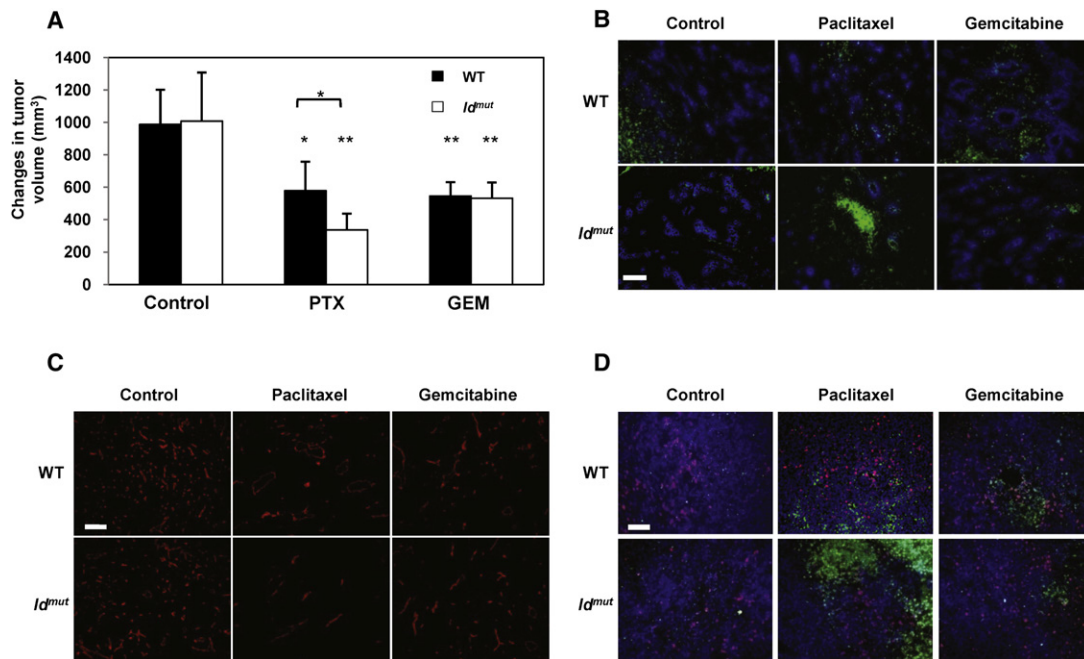 A
Changes in tumor
volume (mm³)
1400
1200
1000
800
600
400
200
0
WT
Id^mut
*
* ** ** **
Control PTX GEM
B
Control Paclitaxel Gemcitabine
WT
Id^mut
C
Control Paclitaxel Gemcitabine
WT
Id^mut
D
Control Paclitaxel Gemcitabine
WT
Id^mut